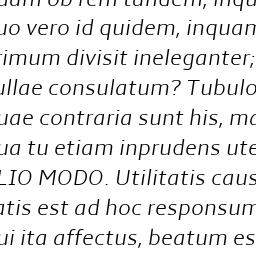 dam ob rem tandem, inqu
uo vero id quidem, inquam
rimum divisit ineleganter;
ullae consulatum? Tubulo
uae contraria sunt his, ma
ua tu etiam inprudens ute
LIO MODO. Utilitatis caus
atis est ad hoc responsum
ui ita affectus, beatum es